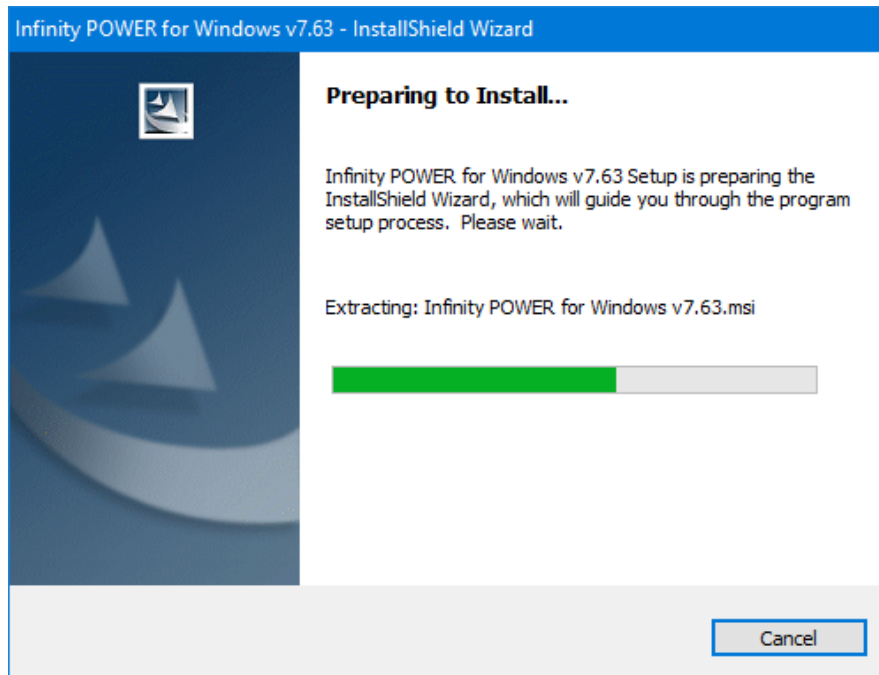 Infinity POWER for Windows v7.63 - InstallShield Wizard
Preparing to Install...
Infinity POWER for Windows v7.63 Setup is preparing the
InstallShield Wizard, which will guide you through the program
setup process.  Please wait.
Extracting: Infinity POWER for Windows v7.63.msi
Cancel